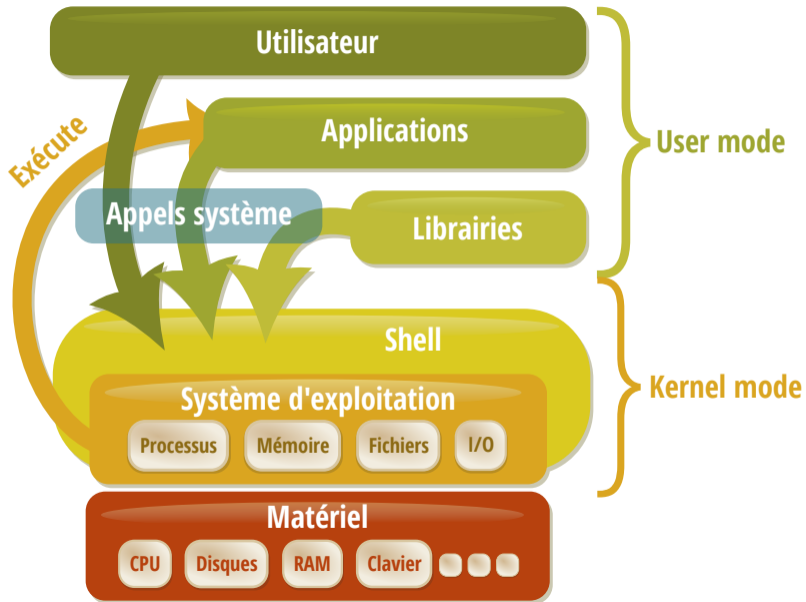 Utilisateur
Exécute
Applications
User mode
Appels système
Librairies
Shell
Kernel mode
Système d'exploitation
Processus
Mémoire
Fichiers
I/O
Matériel
CPU
Disques
RAM
Clavier